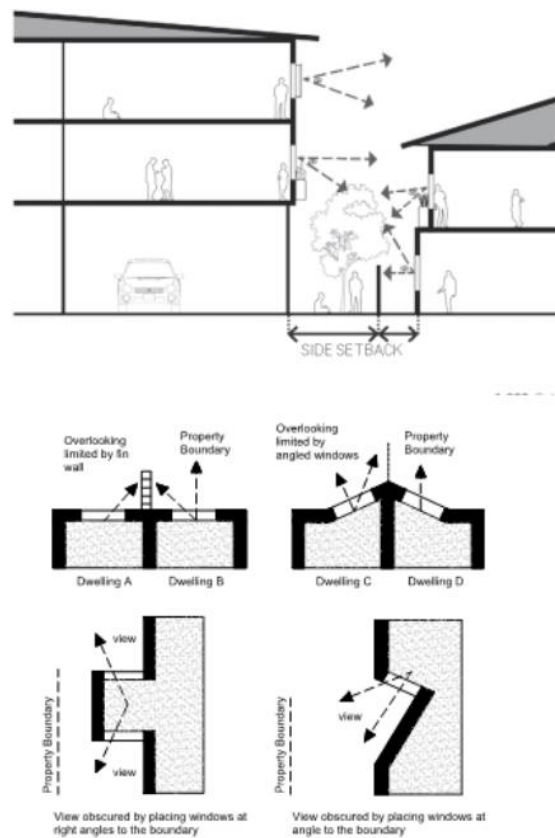 SIDE SETBACK
Overlooking
limited by fin
wall
Property
Boundary
Overlooking
limited by
angled windows
Property
Boundary
Dwelling A
Dwelling B
Dwelling C
Dwelling D
view
view
Property Boundary
view
Property Boundary
View obscured by placing windows at
right angles to the boundary
View obscured by placing windows at
angle to the boundary